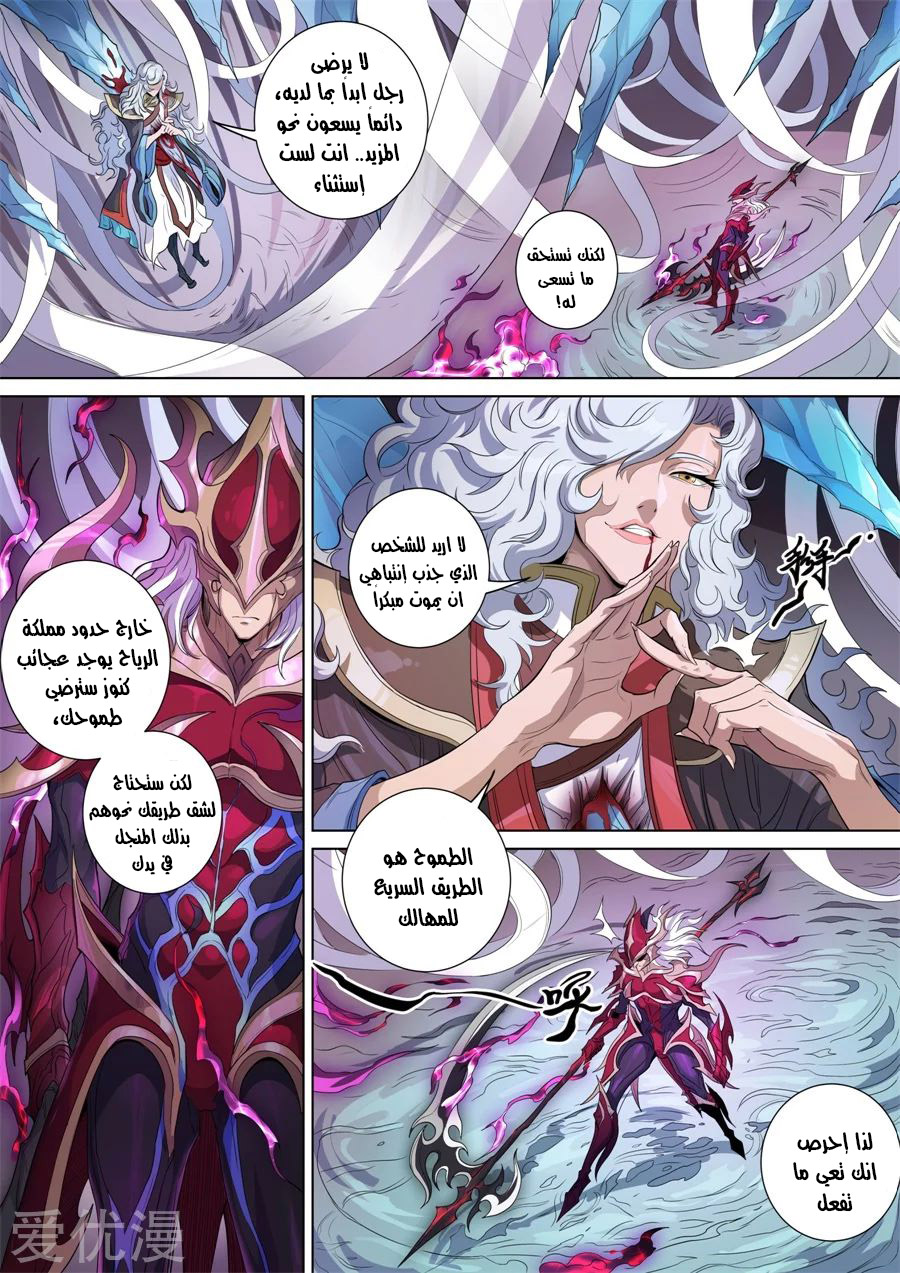 لا يرضى
رجل ابدأ بما لديه،
دائماً يسعون نحو
المزيد.. انت لست
إستثناء
لكنك تستحق
ما تسعى
له!
لا اريد للشخص
الذي جذب إنتباهي
ان يموت مبكراً
خارج حدود مملكة
الرياح يوجد عجائب
كنوز سترضي
طموحك،
لكن ستحتاج
لشق طريقك نحوهم
بذلك المنجل
في يدك
الطموح هو
الطريق السريع
للمهالك
呼
لذا إحرص
انك تعي ما
تفعل
爱优漫